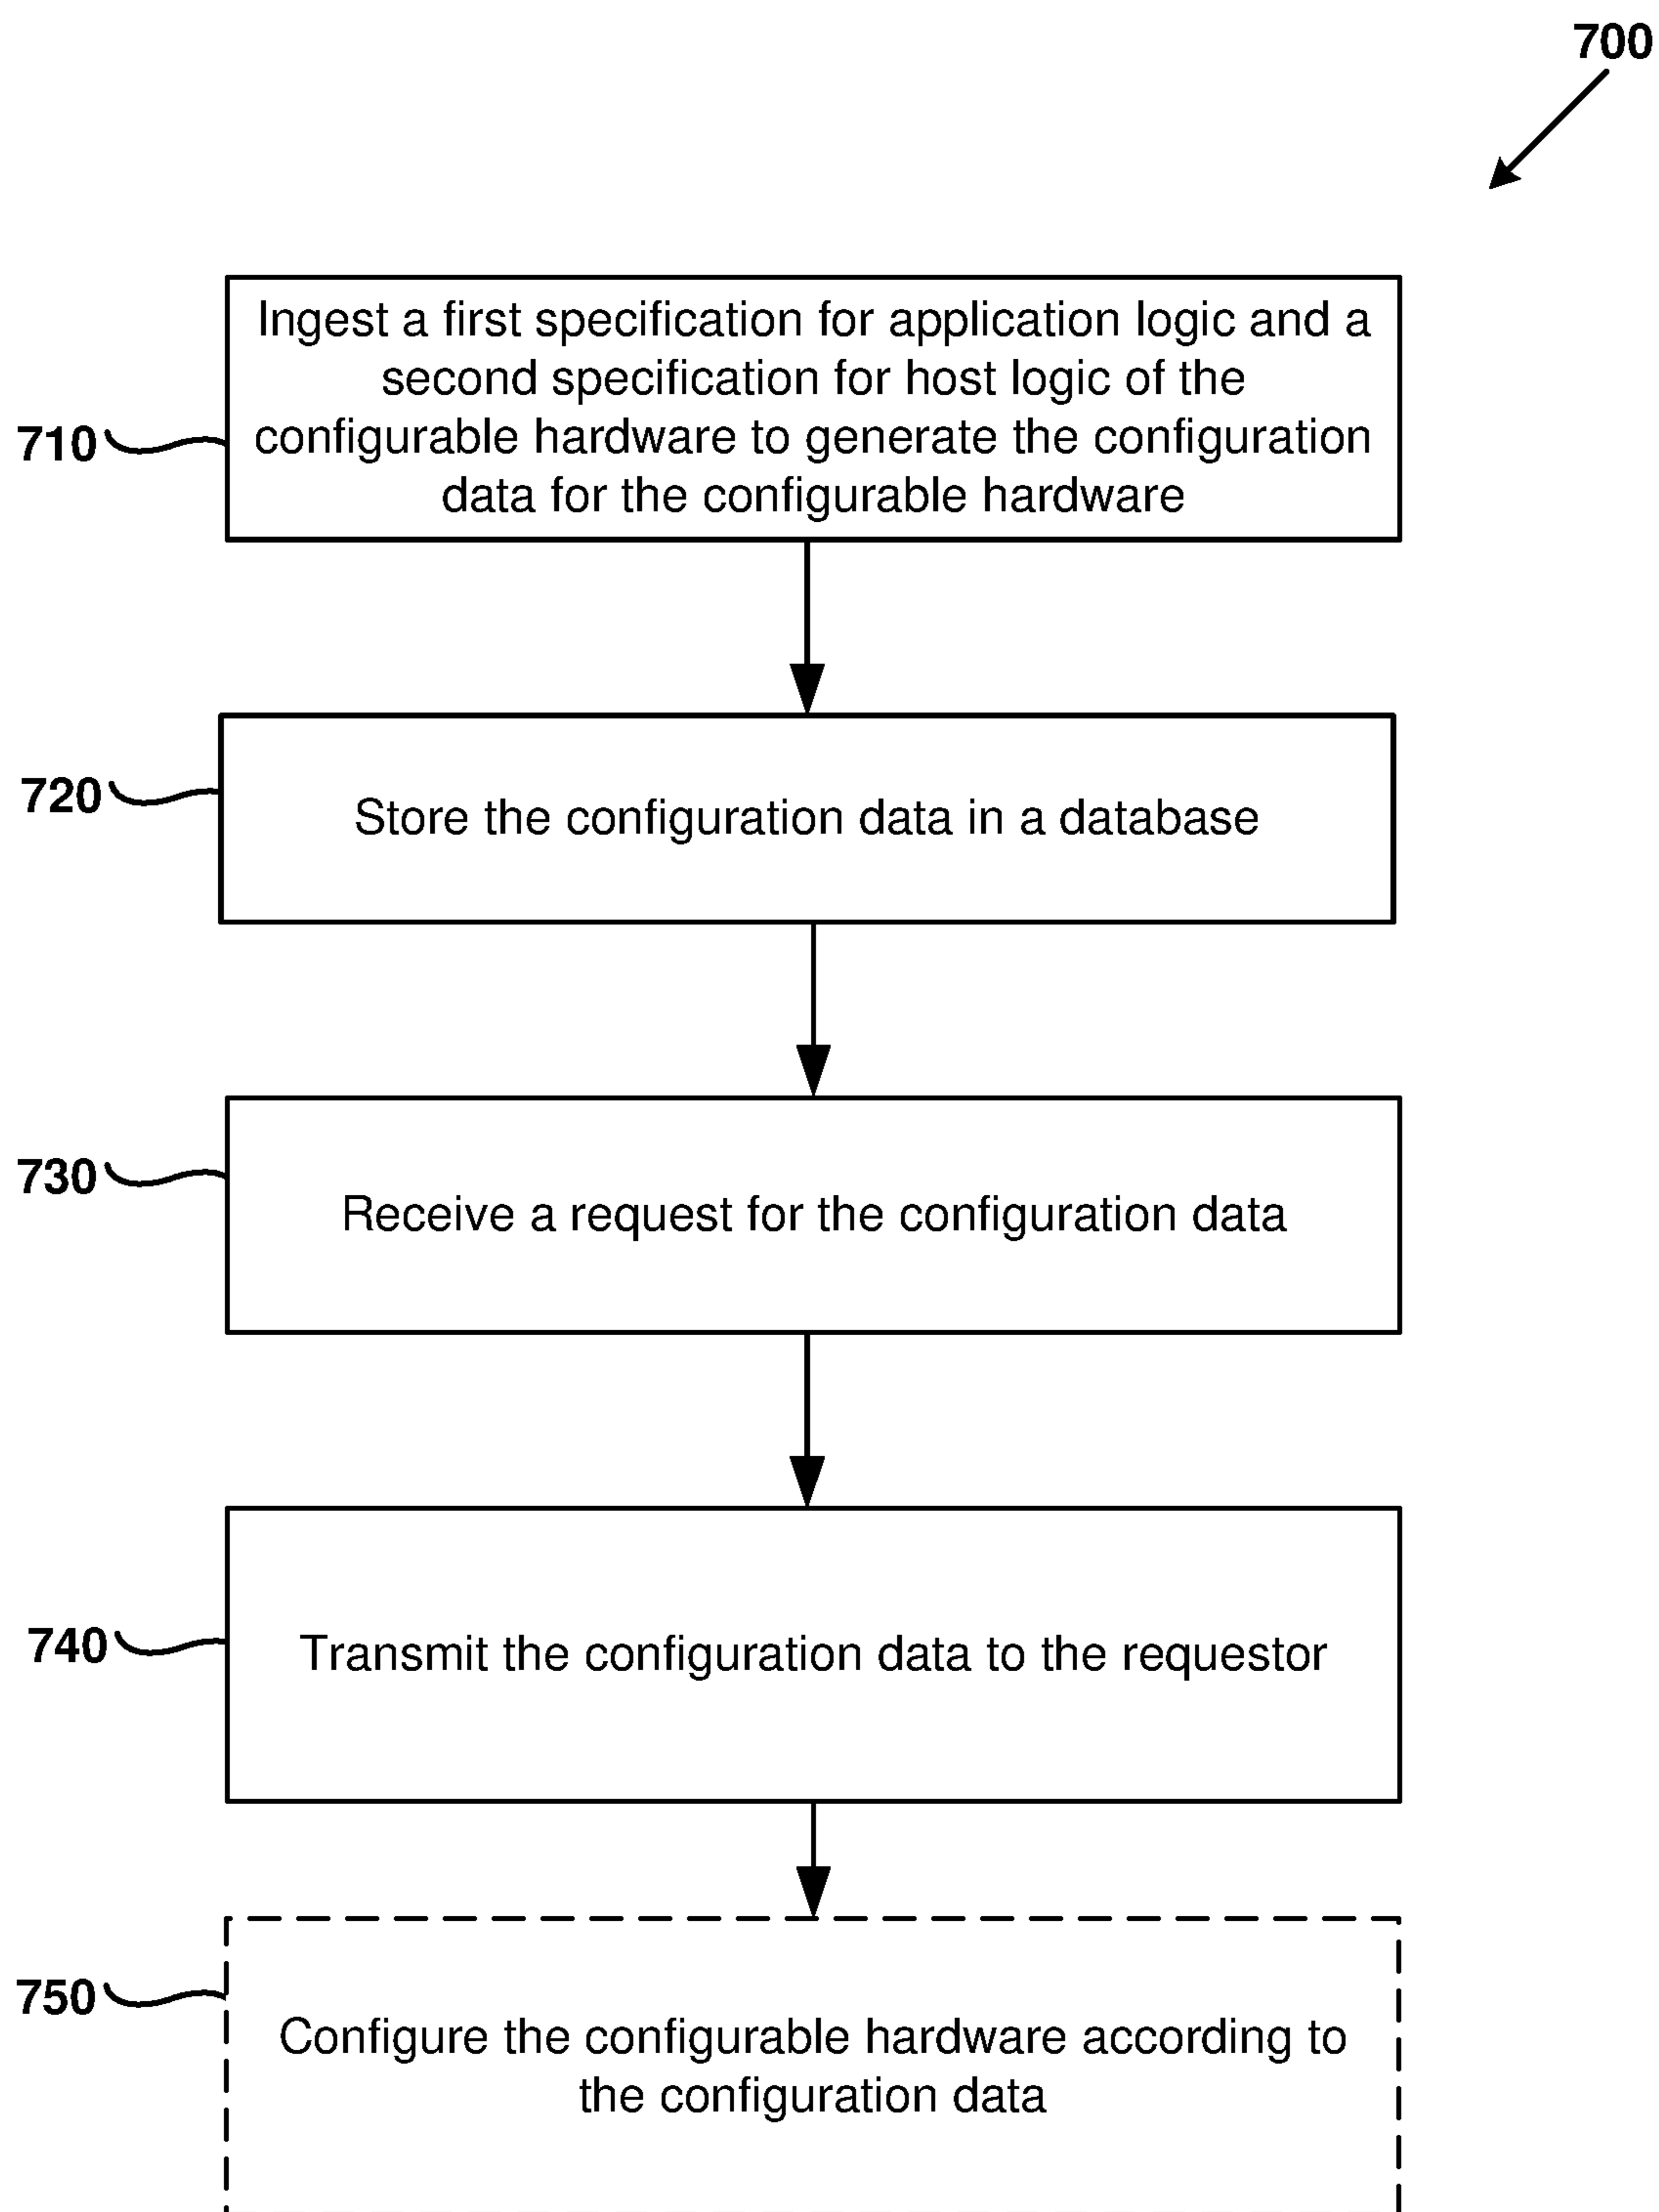 700
710
Ingest a first specification for application logic and a
second specification for host logic of the
configurable hardware to generate the configuration
data for the configurable hardware
720
Store the configuration data in a database
730
Receive a request for the configuration data
740
Transmit the configuration data to the requestor
750
Configure the configurable hardware according to
the configuration data